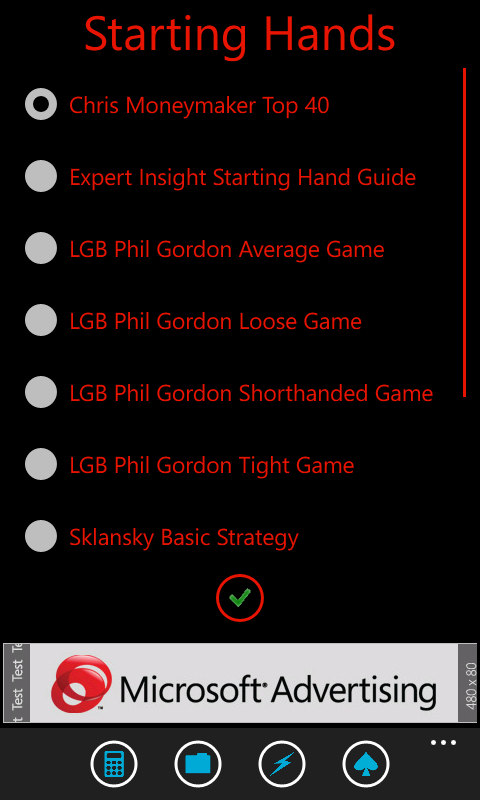 Starting Hands
Chris Moneymaker Top 40
Expert Insight Starting Hand Guide
LGB Phil Gordon Average Game
LGB Phil Gordon Loose Game
LGB Phil Gordon Shorthanded Game
LGB Phil Gordon Tight Game
Sklansky Basic Strategy
t Test Test Te
Microsoft® Advertising
™
480 x 80